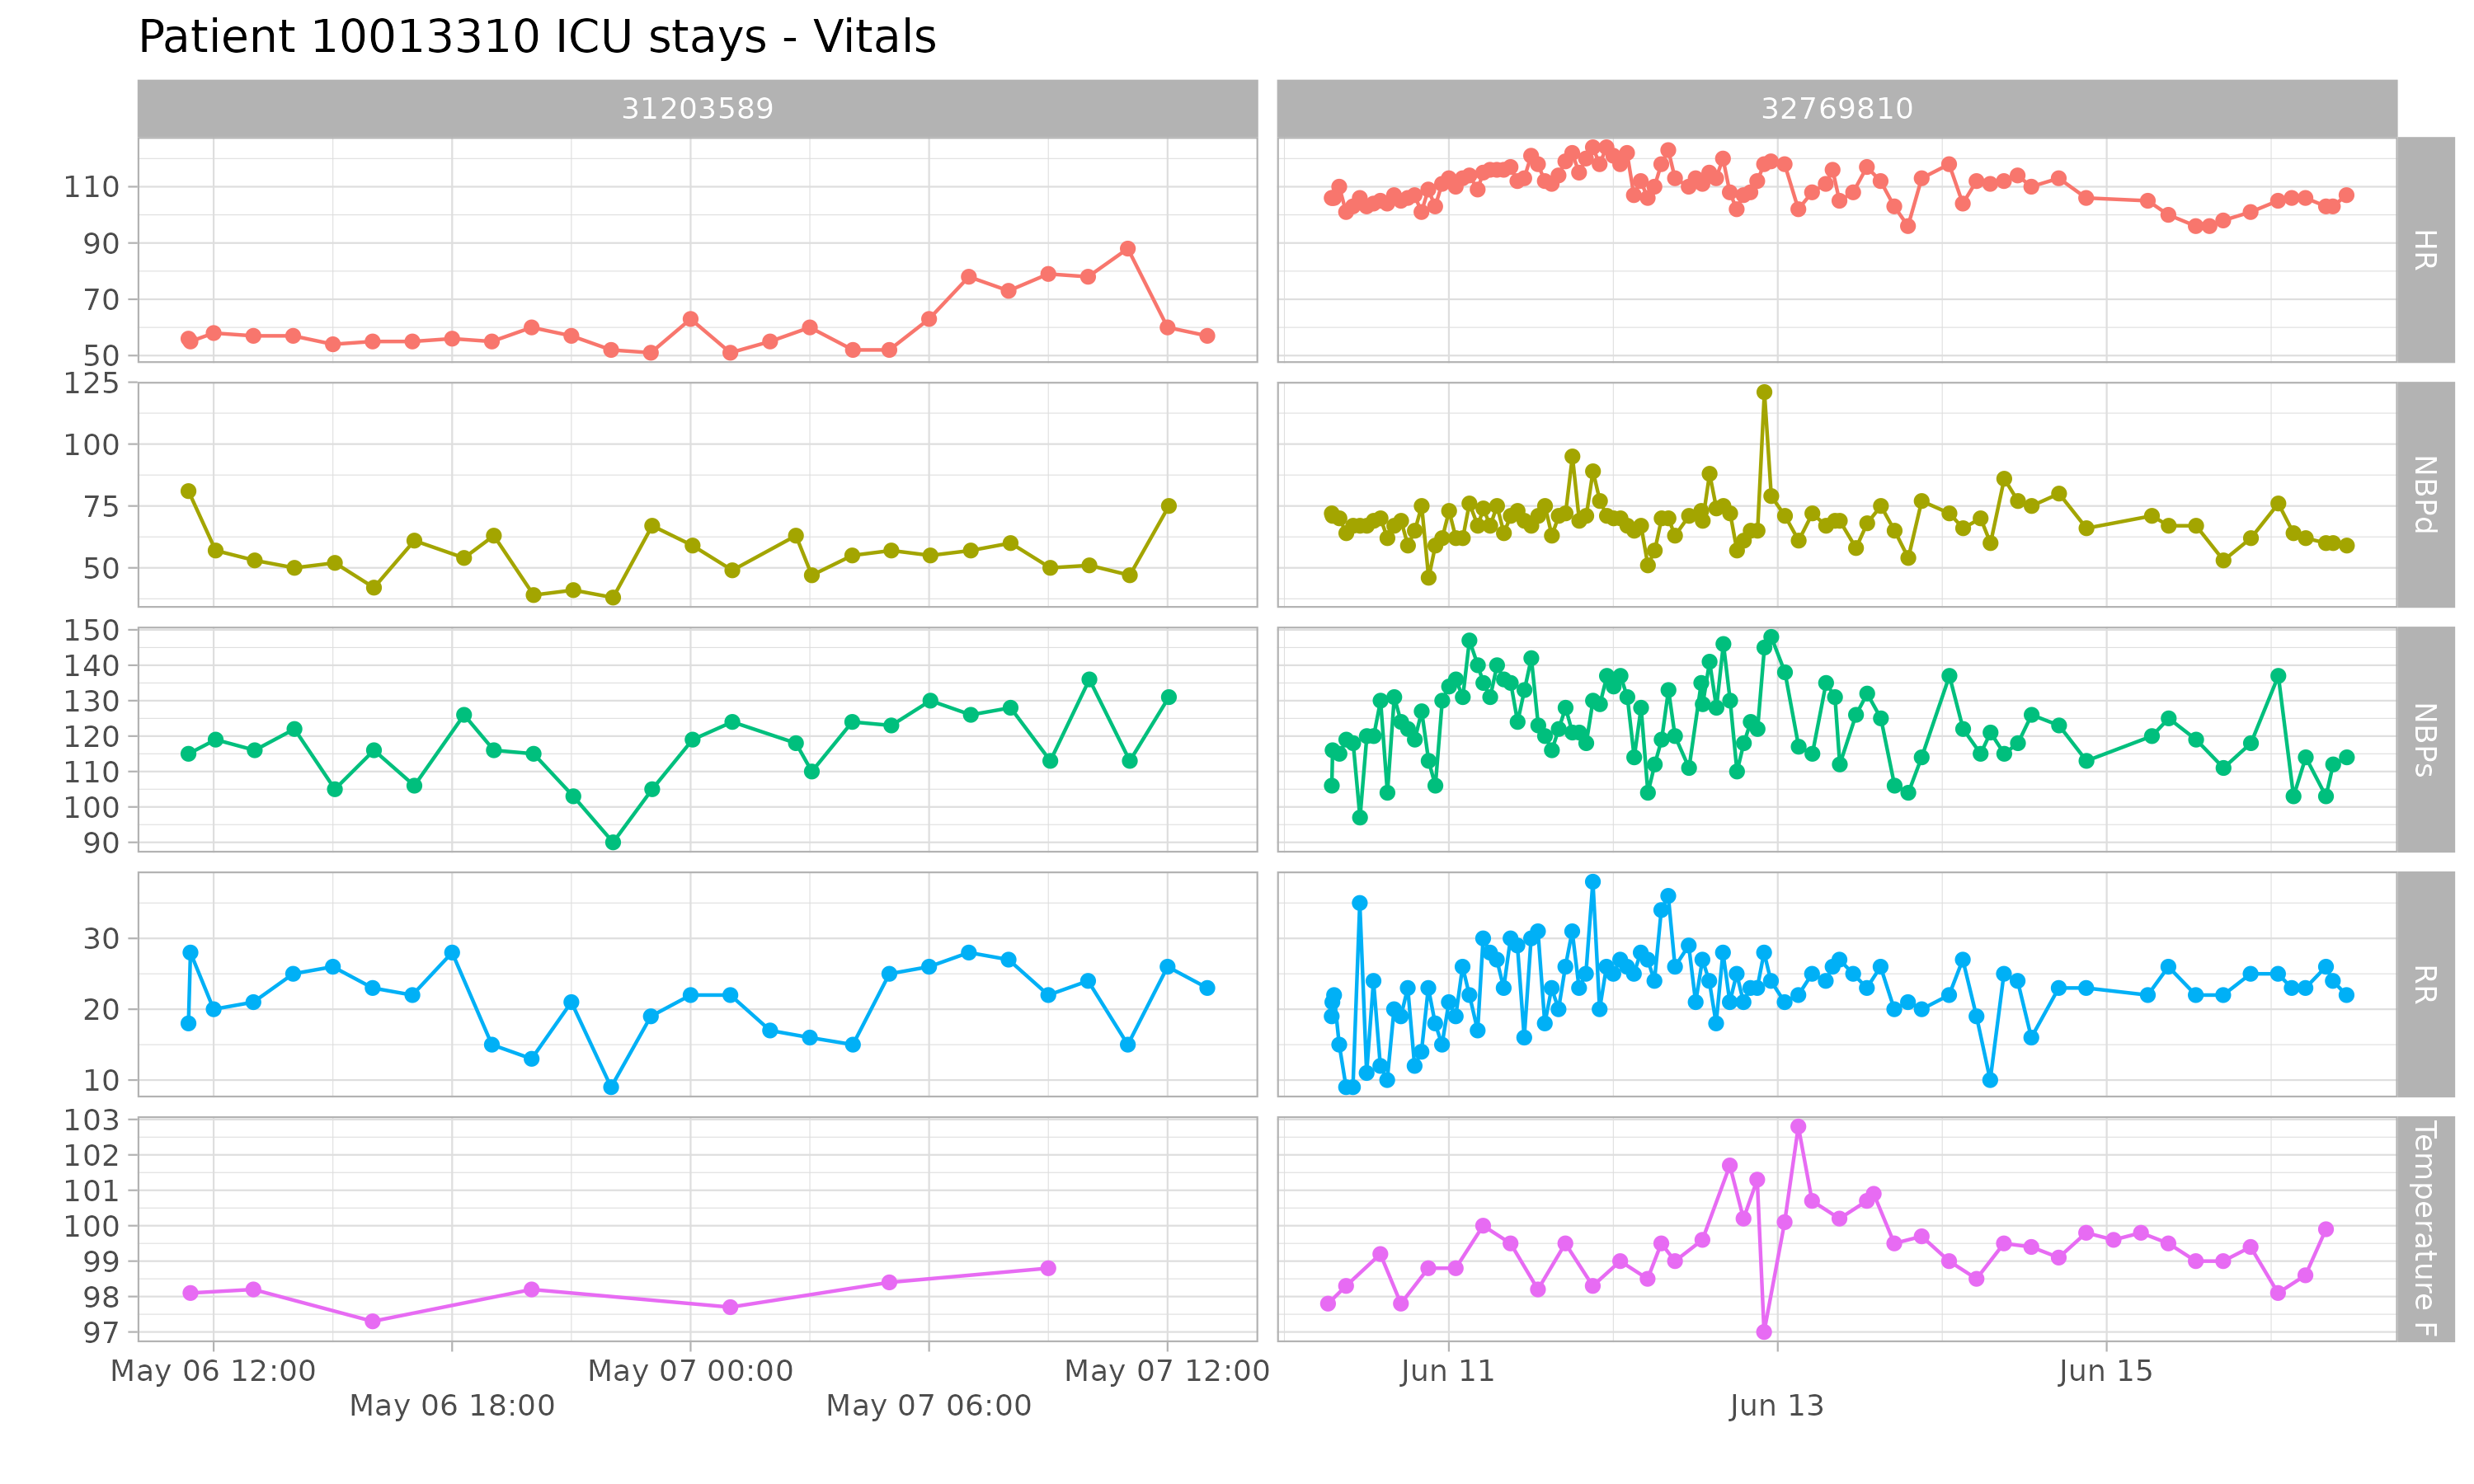 Patient 10013310 ICU stays - Vitals
31203589
32769810
110
90
70
50
HR
125
100
75
50
NBPd
150
140
130
120
110
100
90
NBPs
30
20
10
RR
103
102
101
100
99
98
97
Temperature F
May 06 12:00
May 07 00:00
May 07 12:00
Jun 11
Jun 15
May 06 18:00
May 07 06:00
Jun 13